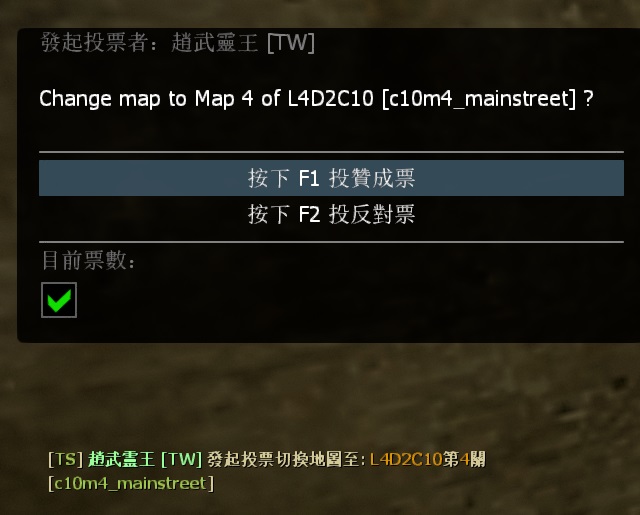 發起投票者：趙武靈王 [TW]
Change map to Map 4 of L4D2C10 [c10m4_mainstreet] ?
按下 F1 投贊成票
按下 F2 投反對票
目前票數：
[TS] 趙武靈王 [TW] 發起投票切換地圖至: L4D2C10第4關
[c10m4_mainstreet]